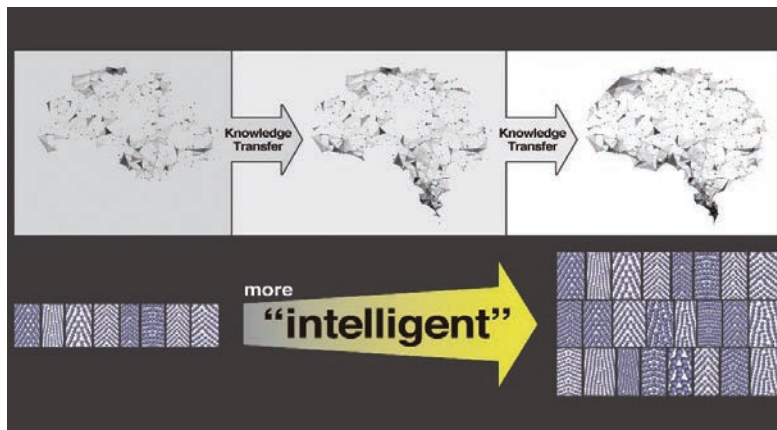 Knowledge
Transfer
Knowledge
Transfer
more
“intelligent”